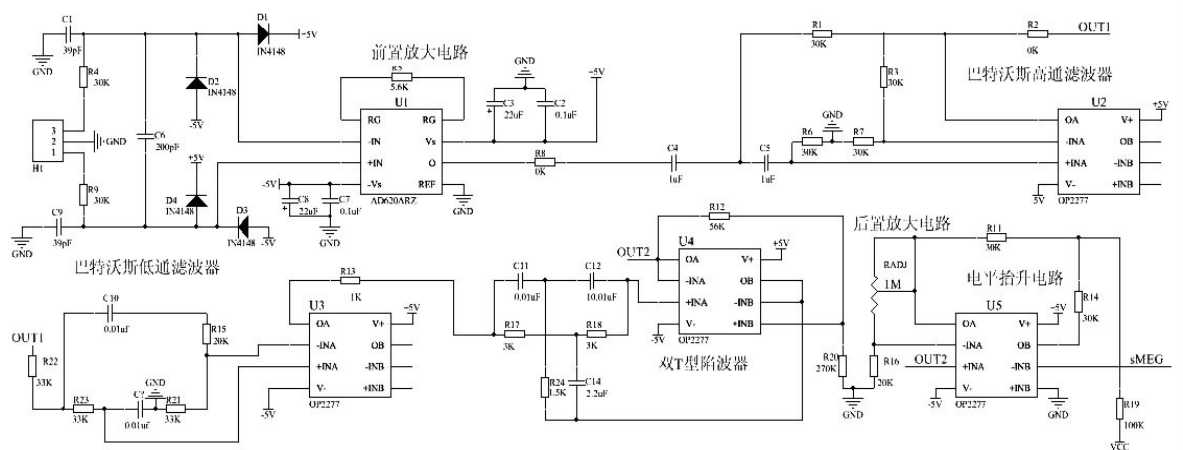 C1
39pF
GND
R4
30K
D1
IN4148
+5V
D2
IN4148
-5V
H1
3
2
1
GND
C6
200pF
R9
30K
+5V
D4
IN4148
D3
IN4148
-5V
C9
39pF
GND
前置放大电路
R5
5.6K
U1
RG
RG
-IN
Vs
+IN
O
-Vs
REF
AD620ARZ
GND
C3
22uF
C2
0.1uF
+5V
GND
-5V
C8
22uF
C7
0.1uF
GND
R8
0K
C4
1uF
C5
1uF
R1
30K
R2
0K
OUT1
R3
30K
GND
R6
30K
R7
30K
巴特沃斯高通滤波器
U2
OA
V+
-INA
OB
+INA
-INB
V-
+INB
OP2277
+5V
5V
巴特沃斯低通滤波器
C10
0.01uf
R15
20K
OUT1
R22
33K
R23
33K
GND
0.01uf
R21
33K
R13
1K
U3
OA
V+
-INA
OB
+INA
-INB
V-
+INB
OP2277
+5V
-5V
C11
0.01uF
C12
10.01uF
R17
3K
R18
3K
R24
1.5K
C14
2.2uF
R12
56K
OUT2
U4
OA
V+
-INA
OB
+INA
-INB
V-
+INB
OP2277
+5V
-5V
双T型陷波器
R20
270K
GND
后置放大电路
RADJ
1M
R16
20K
R11
30K
电平抬升电路
U5
OA
V+
-INA
OB
+INA
-INB
V-
+INB
OP2277
+5V
OUT2
-5V
GND
R14
30K
sMEG
R19
100K
VCC